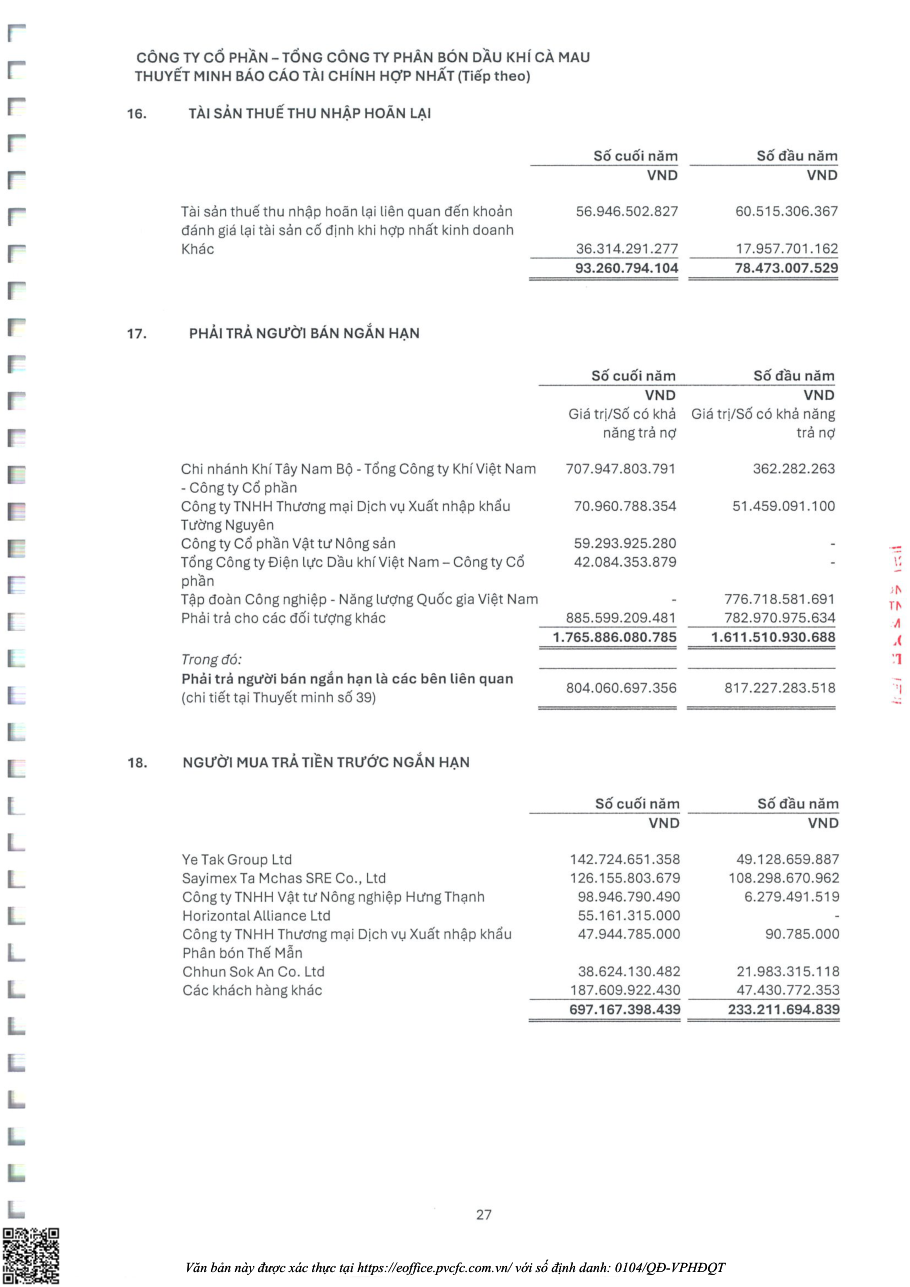 CÔNG TY CỔ PHẦN – TỔNG CÔNG TY PHÂN BÓN DẦU KHÍ CÀ MAU
THUYẾT MINH BÁO CÁO TÀI CHÍNH HỢP NHẤT (Tiếp theo)
16. TÀI SẢN THUẾ THU NHẬP HOÃN LẠI
Số cuối năm Số đầu năm
VND VND
Tài sản thuế thu nhập hoãn lại liên quan đến khoản 56.946.502.827 60.515.306.367
đánh giá lại tài sản cố định khi hợp nhất kinh doanh
Khác 36.314.291.277 17.957.701.162
93.260.794.104 78.473.007.529
17. PHẢI TRẢ NGƯỜI BÁN NGẮN HẠN
Số cuối năm Số đầu năm
VND VND
Giá trị/Số có khả Giá trị/Số có khả năng
năng trả nợ trả nợ
Chi nhánh Khí Tây Nam Bộ - Tổng Công ty Khí Việt Nam 707.947.803.791 362.282.263
- Công ty Cổ phần
Công ty TNHH Thương mại Dịch vụ Xuất nhập khẩu 70.960.788.354 51.459.091.100
Tường Nguyên
Công ty Cổ phần Vật tư Nông sản 59.293.925.280 -
Tổng Công ty Điện lực Dầu khí Việt Nam – Công ty Cổ 42.084.353.879 -
phần
Tập đoàn Công nghiệp - Năng lượng Quốc gia Việt Nam - 776.718.581.691
Phải trả cho các đối tượng khác 885.599.209.481 782.970.975.634
1.765.886.080.785 1.611.510.930.688
Trong đó:
Phải trả người bán ngắn hạn là các bên liên quan 804.060.697.356 817.227.283.518
(chi tiết tại Thuyết minh số 39)
18. NGƯỜI MUA TRẢ TIỀN TRƯỚC NGẮN HẠN
Số cuối năm Số đầu năm
VND VND
Ye Tak Group Ltd 142.724.651.358 49.128.659.887
Sayimex Ta Mchas SRE Co., Ltd 126.155.803.679 108.298.670.962
Công ty TNHH Vật tư Nông nghiệp Hưng Thạnh 98.946.790.490 6.279.491.519
Horizontal Alliance Ltd 55.161.315.000 -
Công ty TNHH Thương mại Dịch vụ Xuất nhập khẩu 47.944.785.000 90.785.000
Phân bón Thế Mẫn
Chhun Sok An Co. Ltd 38.624.130.482 21.983.315.118
Các khách hàng khác 187.609.922.430 47.430.772.353
697.167.398.439 233.211.694.839
27
Văn bản này được xác thực tại https://eoffice.pvcfc.com.vn/ với số định danh: 0104/QĐ-VPHĐQT